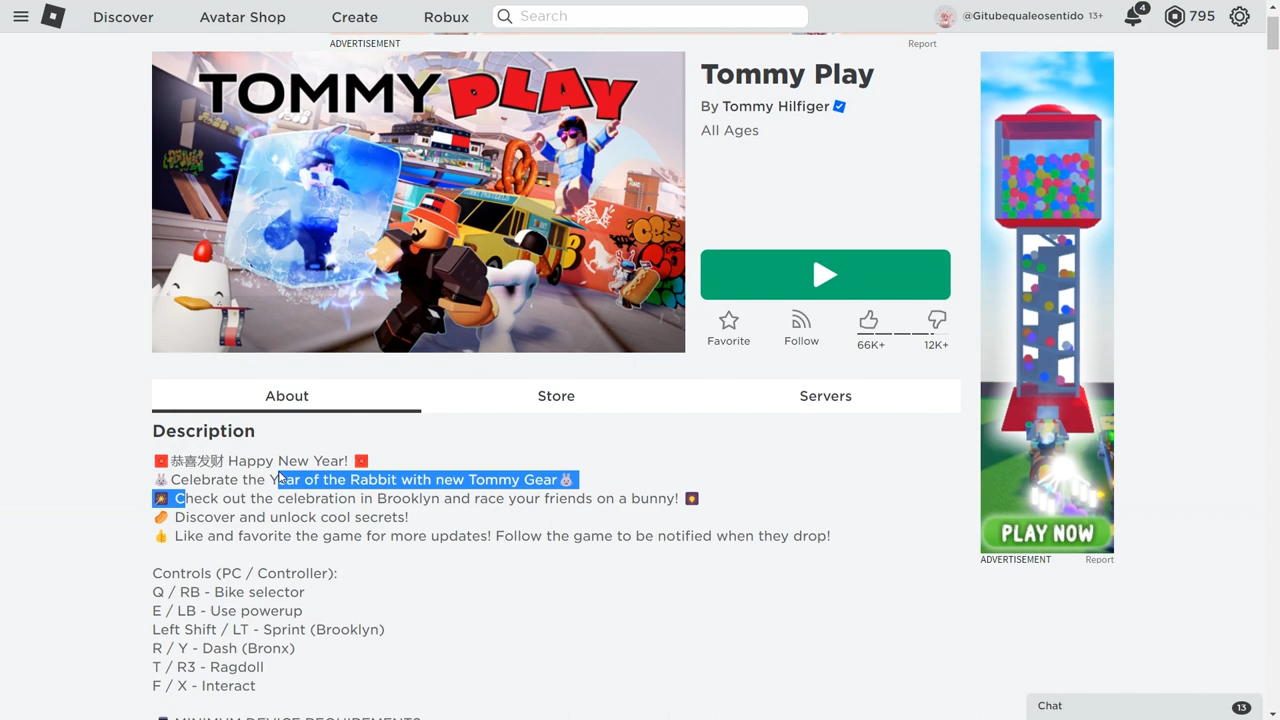 Discover
Avatar Shop
Create
Robux
Search
@Gitubequaleosentido 13+
4
795
ADVERTISEMENT
Report
TOMMY PLAY
Tommy Play
By Tommy Hilfiger
All Ages
Favorite
Follow
66K+
12K+
About
Store
Servers
Description
🧧恭喜发财 Happy New Year! 🧧
🐰Celebrate the Year of the Rabbit with new Tommy Gear🐰
🎆 Check out the celebration in Brooklyn and race your friends on a bunny! 🎇
🥔 Discover and unlock cool secrets!
👍 Like and favorite the game for more updates! Follow the game to be notified when they drop!
Controls (PC / Controller):
Q / RB - Bike selector
E / LB - Use powerup
Left Shift / LT - Sprint (Brooklyn)
R / Y - Dash (Bronx)
T / R3 - Ragdoll
F / X - Interact
MINIMUM DEVICE REQUIREMENTS
PLAY NOW
ADVERTISEMENT
Report
Chat
13